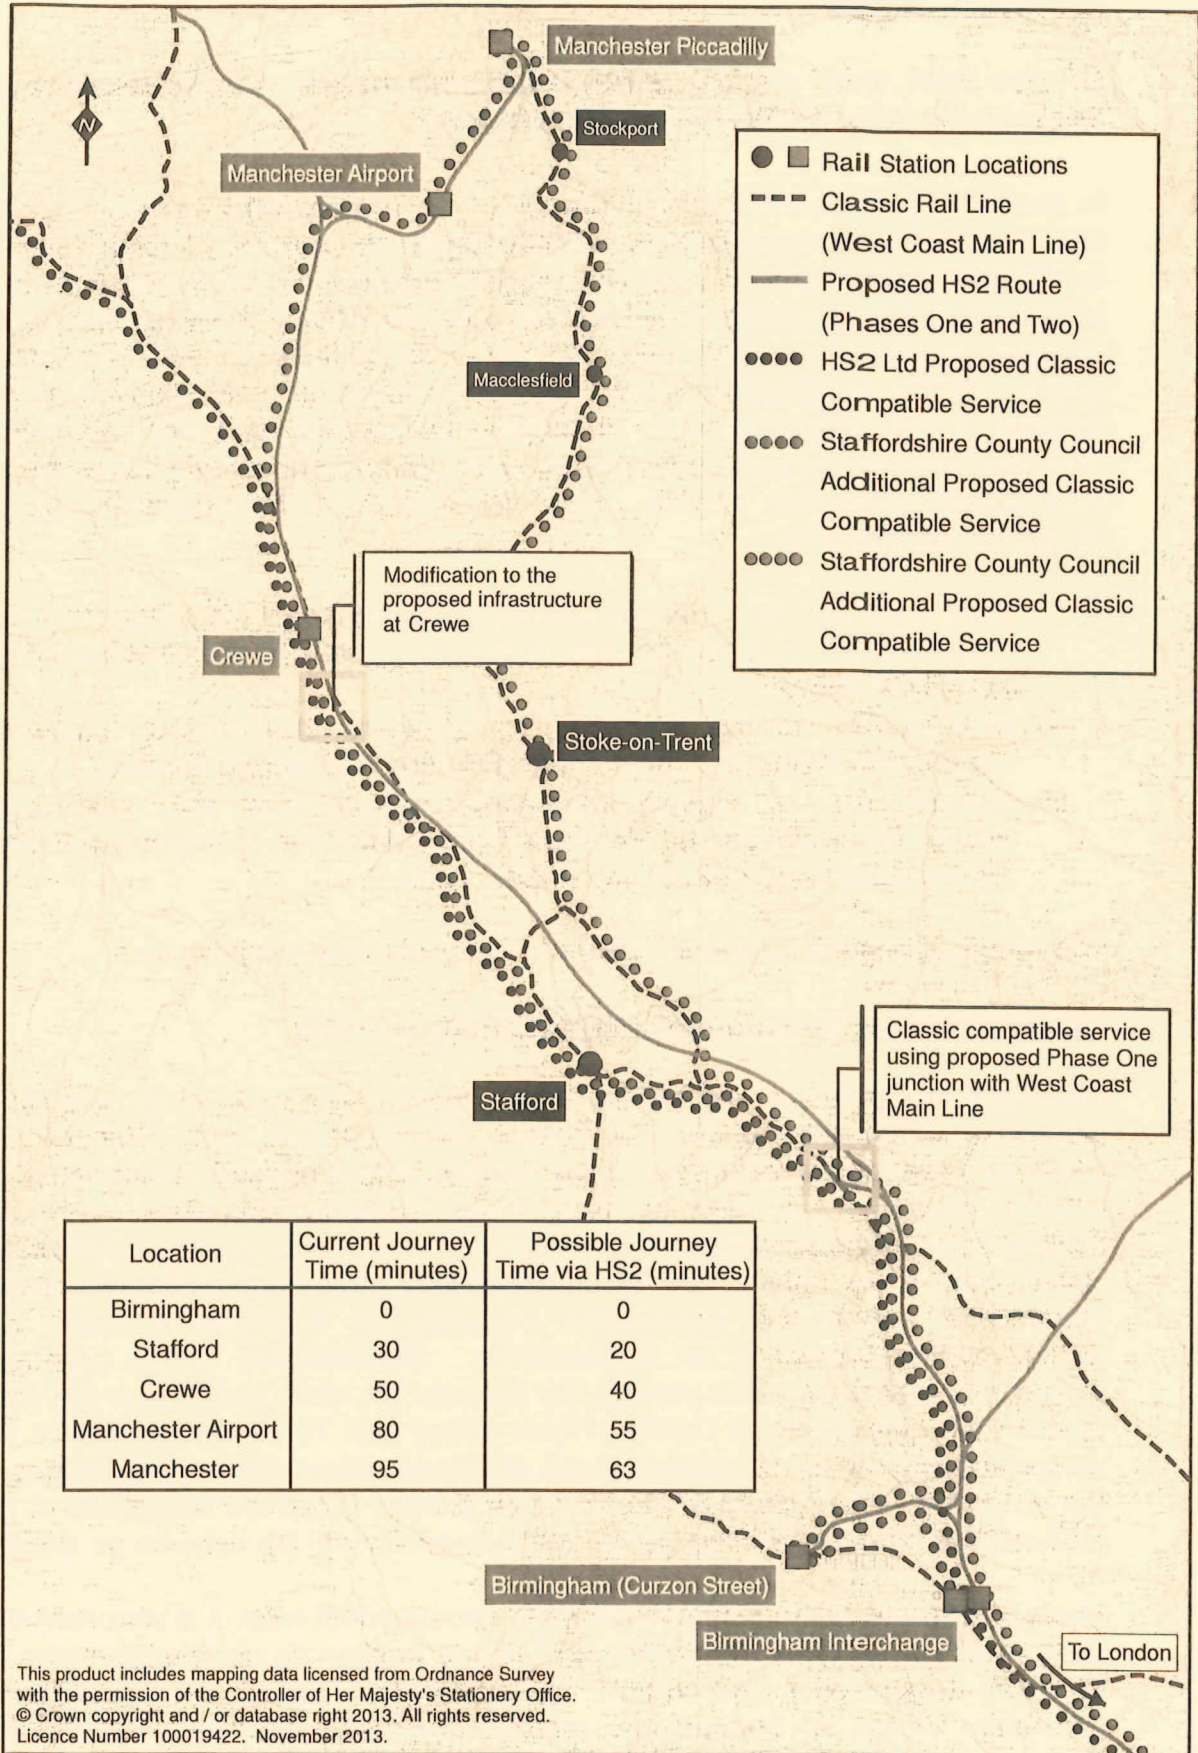 Manchester Piccadilly
N
Stockport
Manchester Airport
Rail Station Locations
Classic Rail Line
(West Coast Main Line)
Proposed HS2 Route
(Phases One and Two)
HS2 Ltd Proposed Classic
Compatible Service
Staffordshire County Council
Additional Proposed Classic
Compatible Service
Staffordshire County Council
Additional Proposed Classic
Compatible Service
Macclesfield
Modification to the
proposed infrastructure
at Crewe
Crewe
Stoke-on-Trent
Classic compatible service
using proposed Phase One
junction with West Coast
Main Line
Stafford
Location
Current Journey
Time (minutes)
Possible Journey
Time via HS2 (minutes)
Birmingham 0 0
Stafford 30 20
Crewe 50 40
Manchester Airport 80 55
Manchester 95 63
Birmingham (Curzon Street)
Birmingham Interchange
To London
This product includes mapping data licensed from Ordnance Survey
with the permission of the Controller of Her Majesty's Stationery Office.
© Crown copyright and / or database right 2013. All rights reserved.
Licence Number 100019422. November 2013.